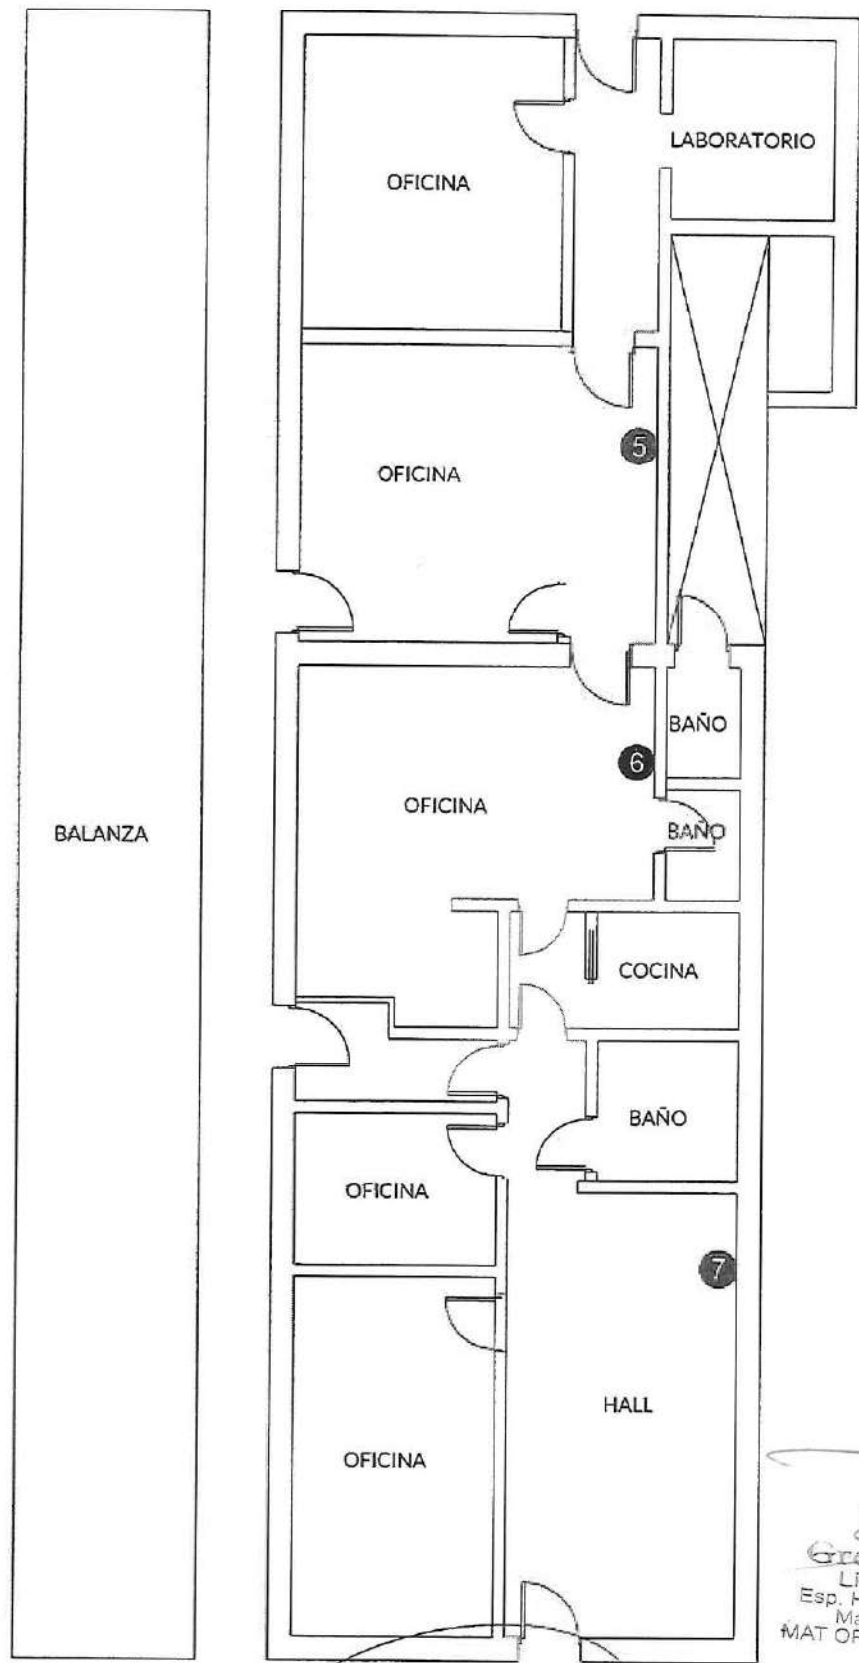 LABORATORIO
OFICINA
5
OFICINA
BAÑO
6
OFICINA
BAÑO
BALANZA
COCINA
BAÑO
OFICINA
7
HALL
OFICINA
Esp.
MAT